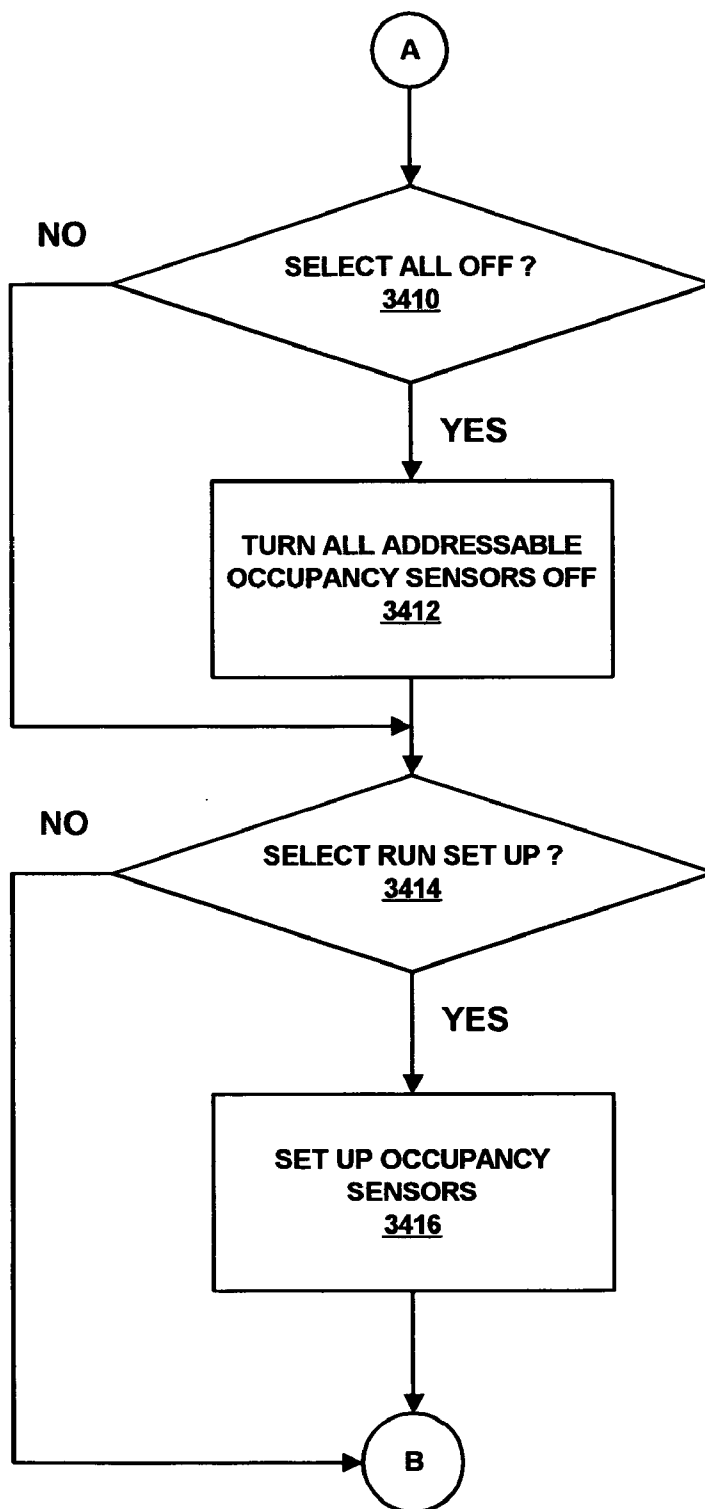 A
NO
SELECT ALL OFF ?
3410
YES
TURN ALL ADDRESSABLE
OCCUPANCY SENSORS OFF
3412
NO
SELECT RUN SET UP ?
3414
YES
SET UP OCCUPANCY
SENSORS
3416
B